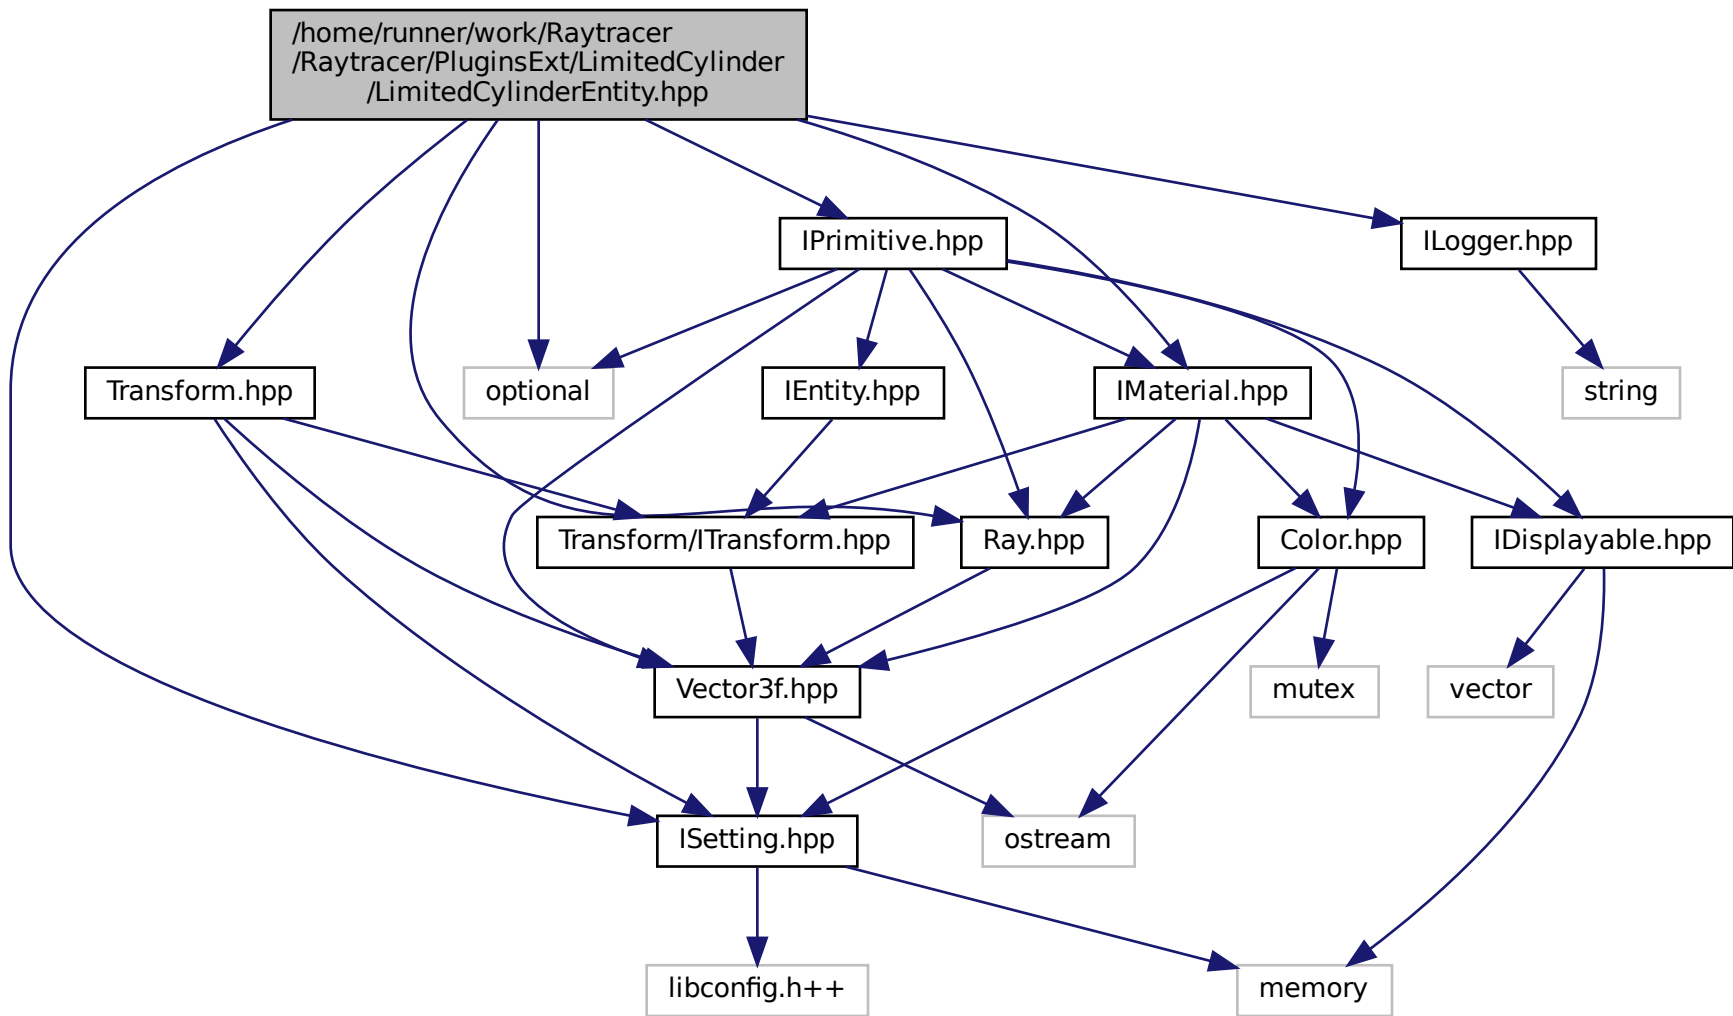 /home/runner/work/Raytracer
/Raytracer/PluginsExt/LimitedCylinder
/LimitedCylinderEntity.hpp
IPrimitive.hpp
ILogger.hpp
Transform.hpp
optional
IEntity.hpp
IMaterial.hpp
string
Transform/ITransform.hpp
Ray.hpp
Color.hpp
IDisplayable.hpp
Vector3f.hpp
mutex
vector
ISetting.hpp
ostream
libconfig.h++
memory